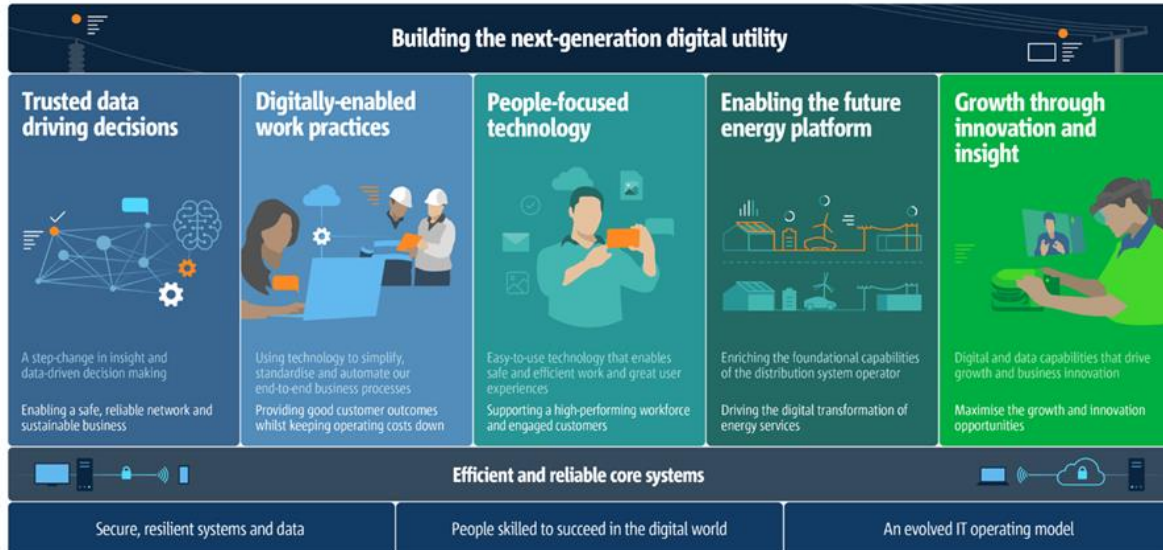 Building the next-generation digital utility
Trusted data
driving decisions
A step-change in insight and
data-driven decision making
Enabling a safe, reliable network and
sustainable business
Digitally-enabled
work practices
Using technology to simplify,
standardise and automate our
end-to-end business processes
Providing good customer outcomes
whilst keeping operating costs down
People-focused
technology
Easy-to-use technology that enables
safe and efficient work and great user
experiences
Supporting a high-performing workforce
and engaged customers
Enabling the future
energy platform
Enriching the foundational capabilities
of the distribution system operator
Driving the digital transformation of
energy services
Growth through
innovation and
insight
Digital and data capabilities that drive
growth and business innovation
Maximise the growth and innovation
opportunities
Efficient and reliable core systems
Secure, resilient systems and data
People skilled to succeed in the digital world
An evolved IT operating model